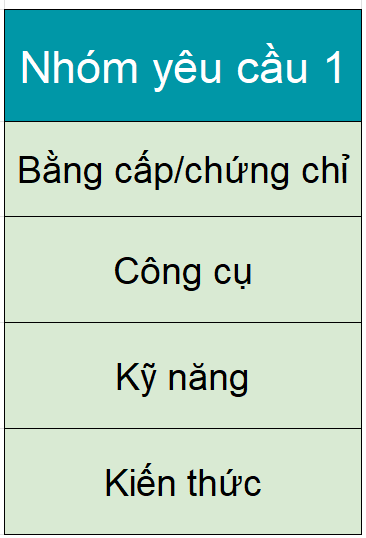 Nhóm yêu cầu 1
Bằng cấp/chứng chỉ
Công cụ
Kỹ năng
Kiến thức